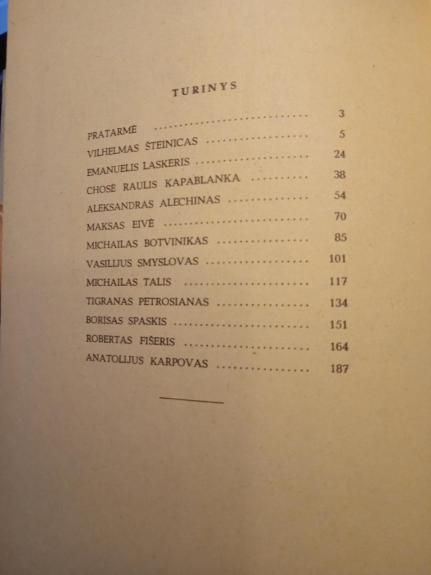 TURINYS
PRATARMĖ .......................... 3
VILHELMAS ŠTEINICAS ................ 5
EMANUELIS LASKERIS ................. 24
CHOSĖ RAULIS KAPABLANKA .......... 38
ALEKSANDRAS ALECHINAS ............. 54
MAKSAS EIVĖ ........................ 70
MICHAILAS BOTVINIKAS ............... 85
VASILIJUS SMYSLOVAS ................ 101
MICHAILAS TALIS .................... 117
TIGRANAS PETROSIANAS ............... 134
BORISAS SPASKIS .................... 151
ROBERTAS FIŠERIS ................... 164
ANATOLIJUS KARPOVAS ................ 187